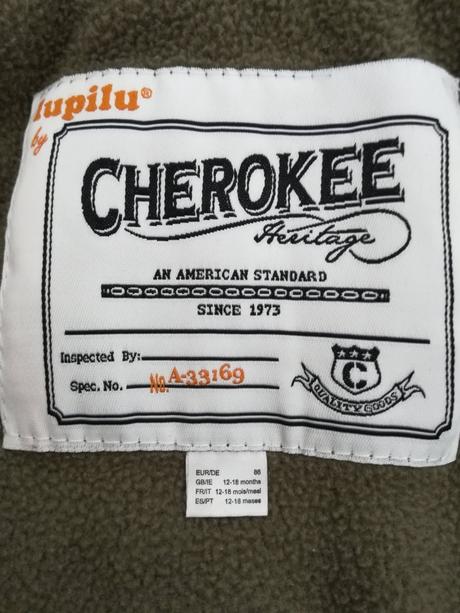 lupilu®
by
CHEROKEE
Heritage
AN AMERICAN STANDARD
SINCE 1973
Inspected By:
Spec. No. No. A-33169
C
QUALITY GOODS
EUR/DE 86
GB/IE 12-18 months
FR/IT 12-18 mois/mesi
ES/PT 12-18 meses